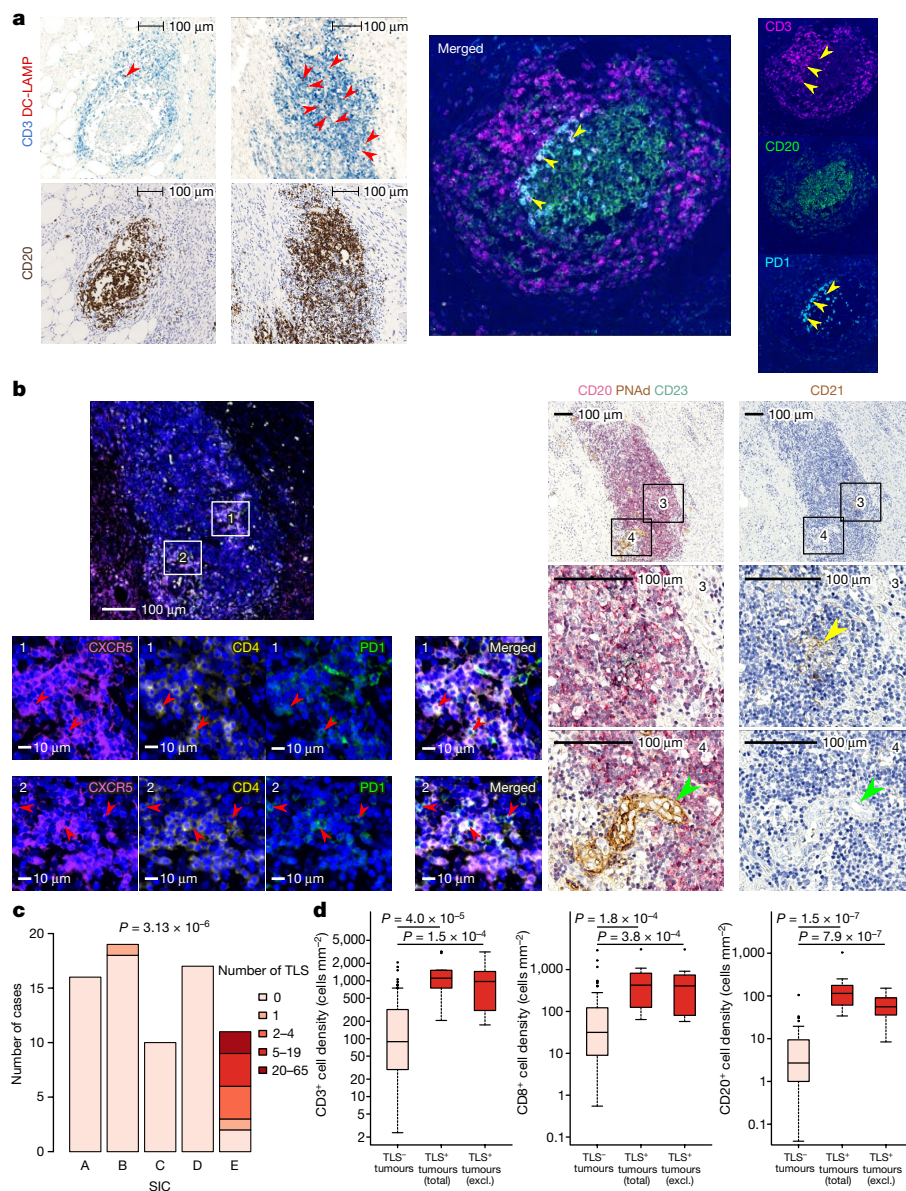 a
100 μm
100 μm
CD3 DC-LAMP
100 μm
100 μm
CD20
Merged
CD3
CD20
PD1
b
1
2
100 μm
1 CXCR5
10 μm
1 CD4
10 μm
1 PD1
10 μm
1 Merged
10 μm
2 CXCR5
10 μm
2 CD4
10 μm
2 PD1
10 μm
2 Merged
10 μm
CD20 PNAd CD23
CD21
100 μm
3
4
100 μm
3
4
100 μm 3
100 μm 3
100 μm 4
100 μm 4
c
P = 3.13 × 10⁻⁶
Number of cases
20
15
10
5
0
A B C D E
SIC
Number of TLS
0
1
2–4
5–19
20–65
d
P = 4.0 × 10⁻⁵
P = 1.5 × 10⁻⁴
CD3⁺ cell density (cells mm⁻²)
5,000
2,000
1,000
500
200
100
50
20
10
5
2
TLS⁻ tumours
TLS⁺ tumours (total)
TLS⁺ tumours (excl.)
P = 1.8 × 10⁻⁴
P = 3.8 × 10⁻⁴
CD8⁺ cell density (cells mm⁻²)
1,000
100
10
1
0.1
TLS⁻ tumours
TLS⁺ tumours (total)
TLS⁺ tumours (excl.)
P = 1.5 × 10⁻⁷
P = 7.9 × 10⁻⁷
CD20⁺ cell density (cells mm⁻²)
1,000
100
10
1
0.1
TLS⁻ tumours
TLS⁺ tumours (total)
TLS⁺ tumours (excl.)